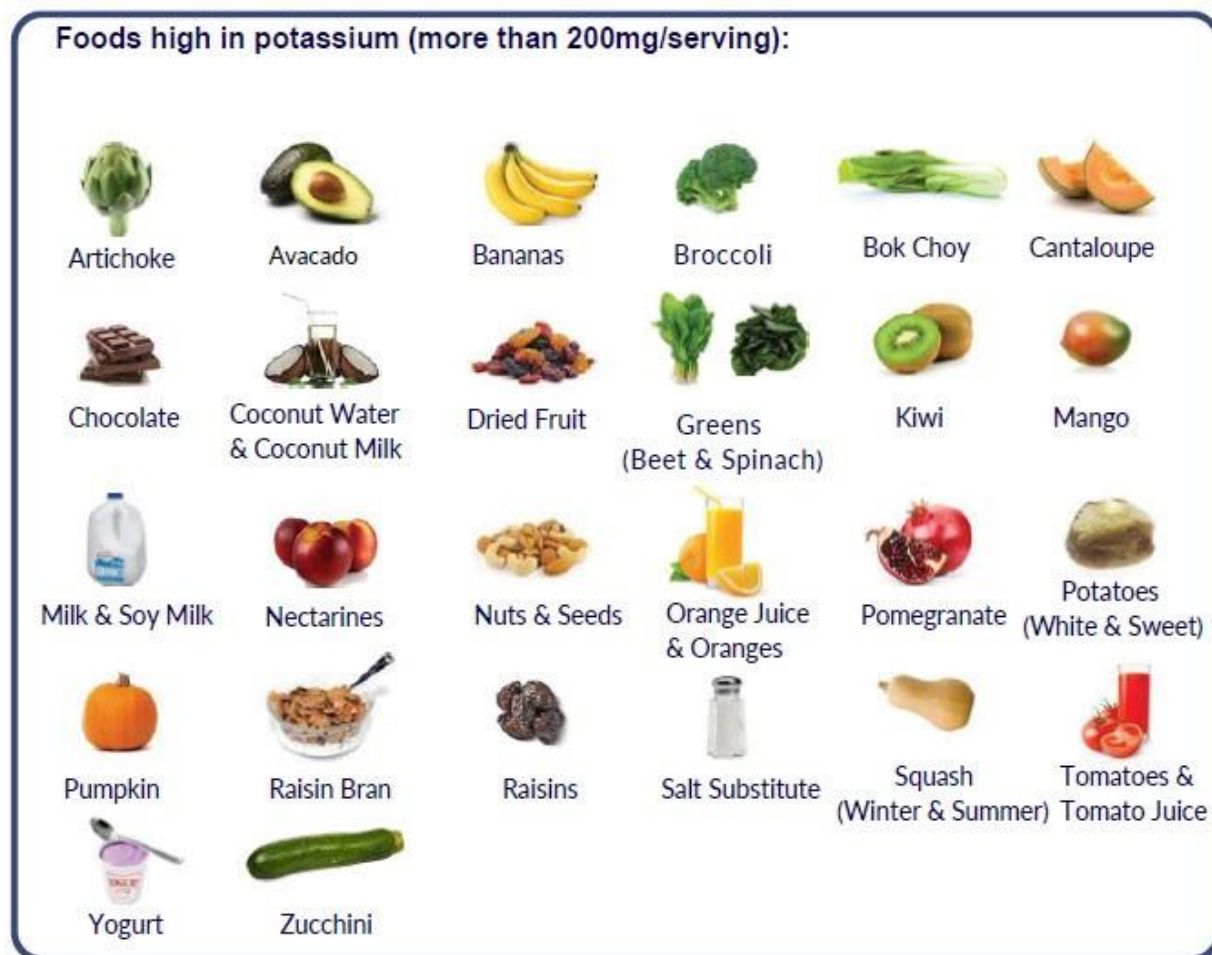 Foods high in potassium (more than 200mg/serving):
Artichoke
Avacado
Bananas
Broccoli
Bok Choy
Cantaloupe
Chocolate
Coconut Water
& Coconut Milk
Dried Fruit
Greens
(Beet & Spinach)
Kiwi
Mango
Milk & Soy Milk
Nectarines
Nuts & Seeds
Orange Juice
& Oranges
Pomegranate
Potatoes
(White & Sweet)
Pumpkin
Raisin Bran
Raisins
Salt Substitute
Squash
(Winter & Summer)
Tomatoes &
Tomato Juice
YOGURT
Yogurt
Zucchini